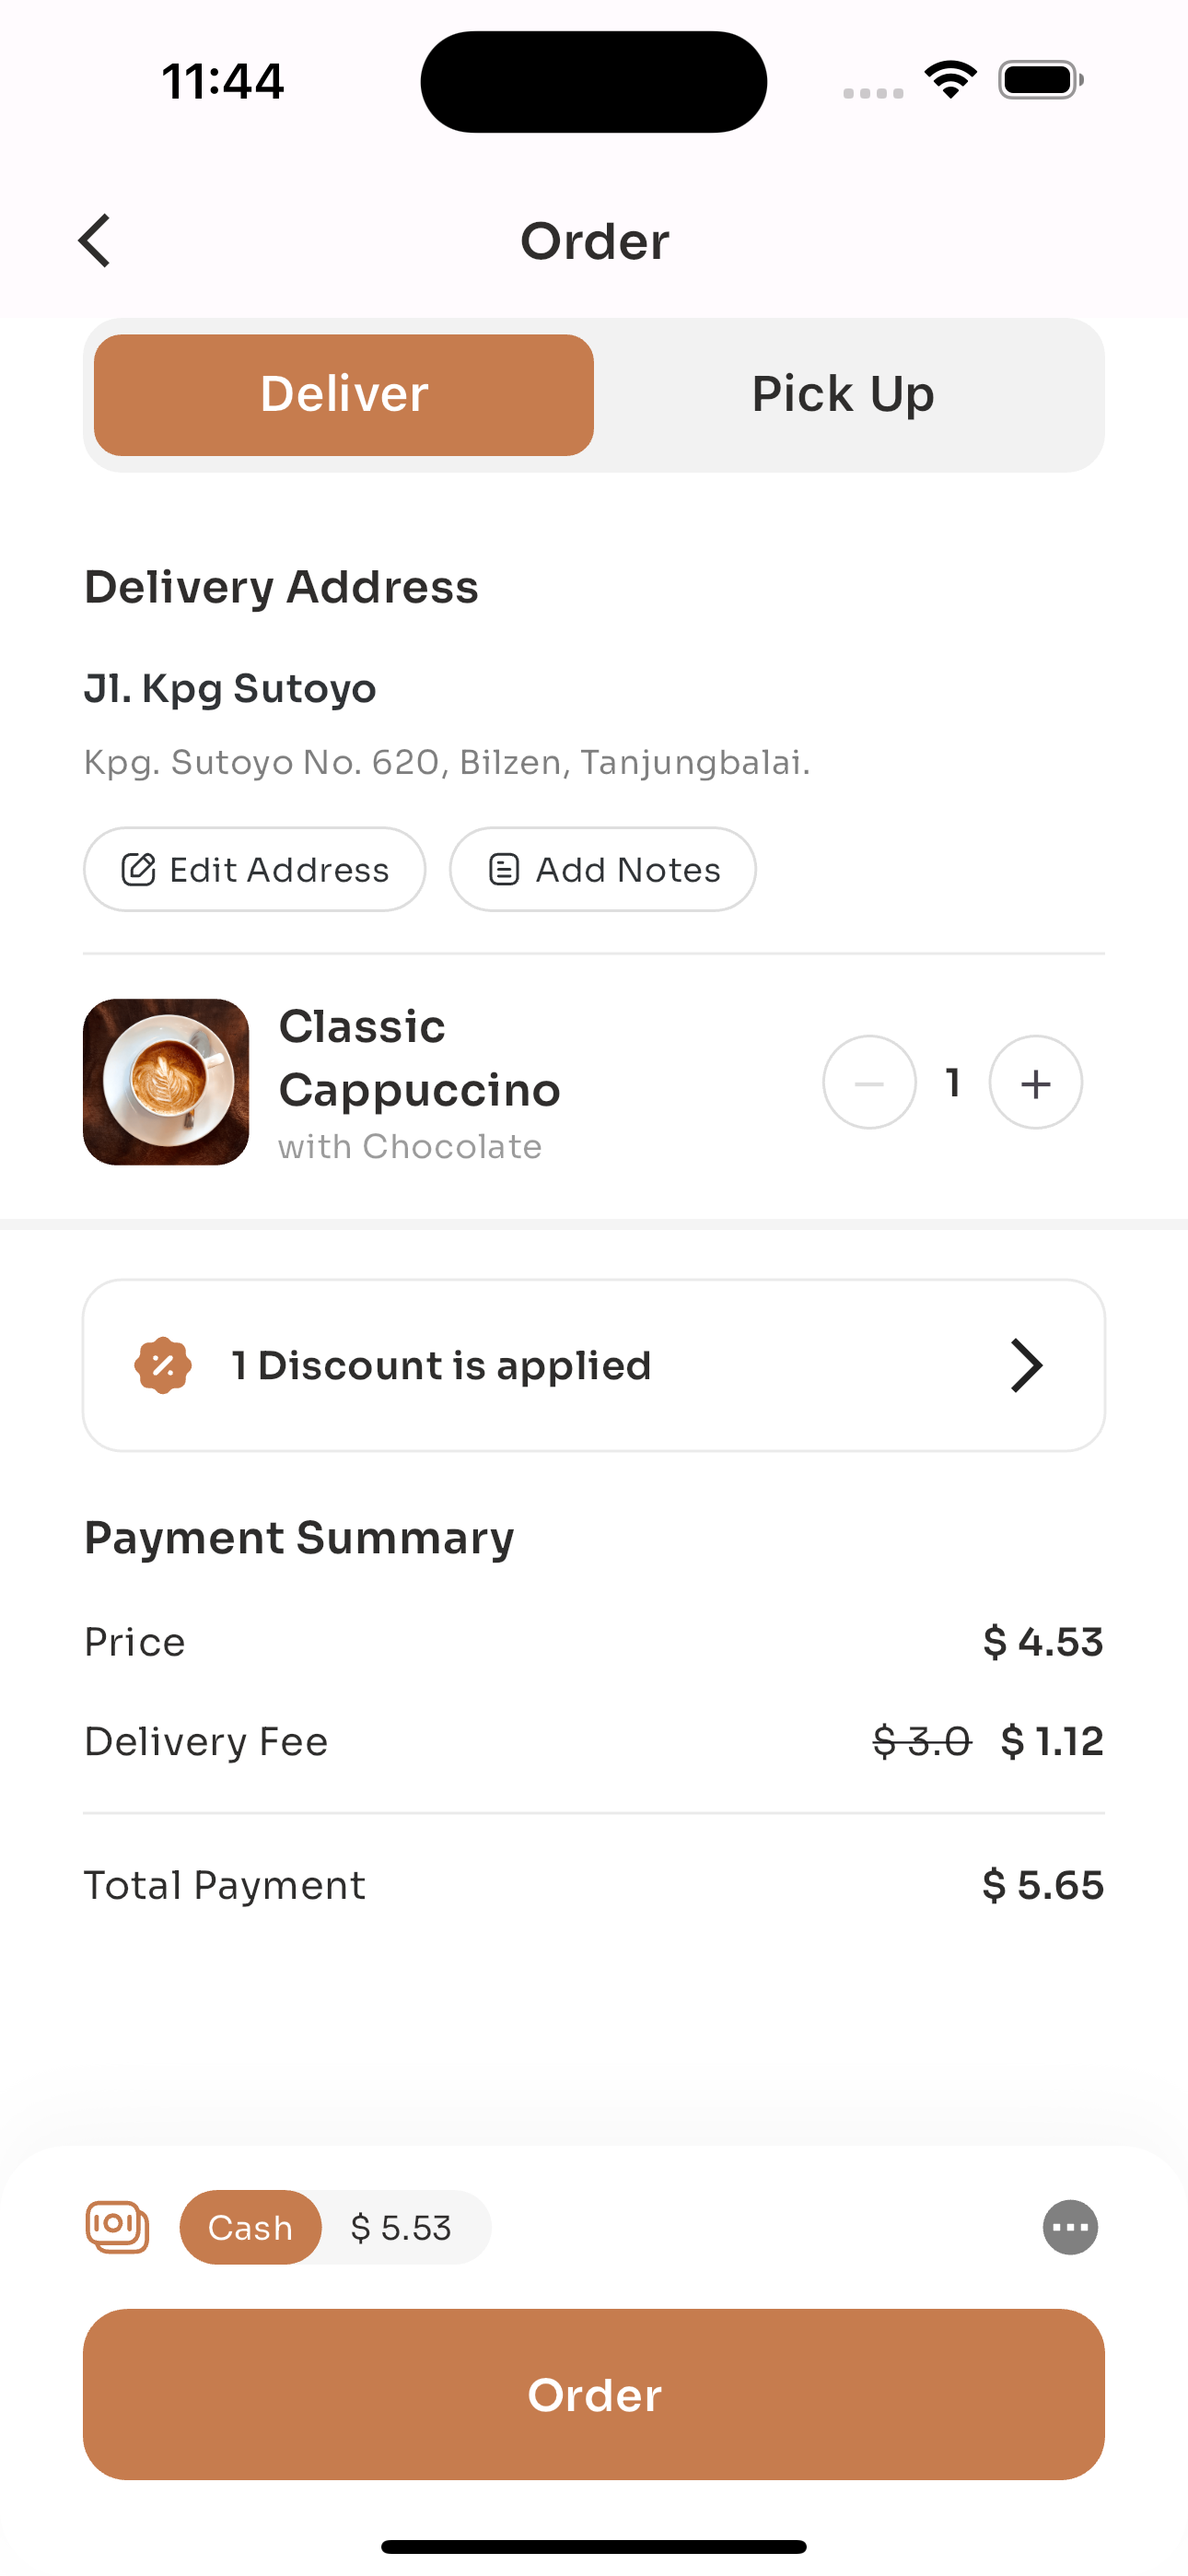 11:44
Order
Deliver Pick Up
Delivery Address
Jl. Kpg Sutoyo
Kpg. Sutoyo No. 620, Bilzen, Tanjungbalai.
Edit Address Add Notes
Classic
Cappuccino
with Chocolate
1
1 Discount is applied
Payment Summary
Price $ 4.53
Delivery Fee $ 3.0 $ 1.12
Total Payment $ 5.65
Cash $ 5.53
Order